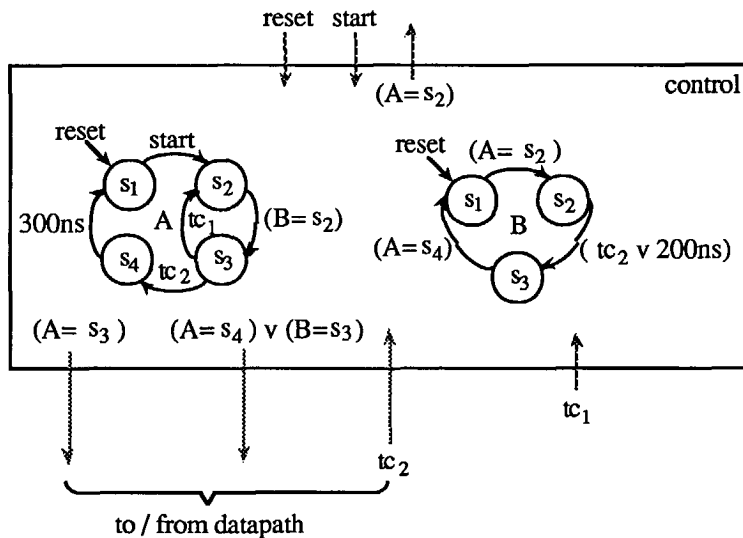 reset start
(A= s2)
control
reset
start
s1
s2
300ns
A
tc1
(B= s2)
s4
tc2
s3
reset
(A= s2)
s1
s2
B
(A= s4)
( tc2 v 200ns)
s3
(A= s3)
(A= s4) v (B=s3)
tc1
tc2
to / from datapath